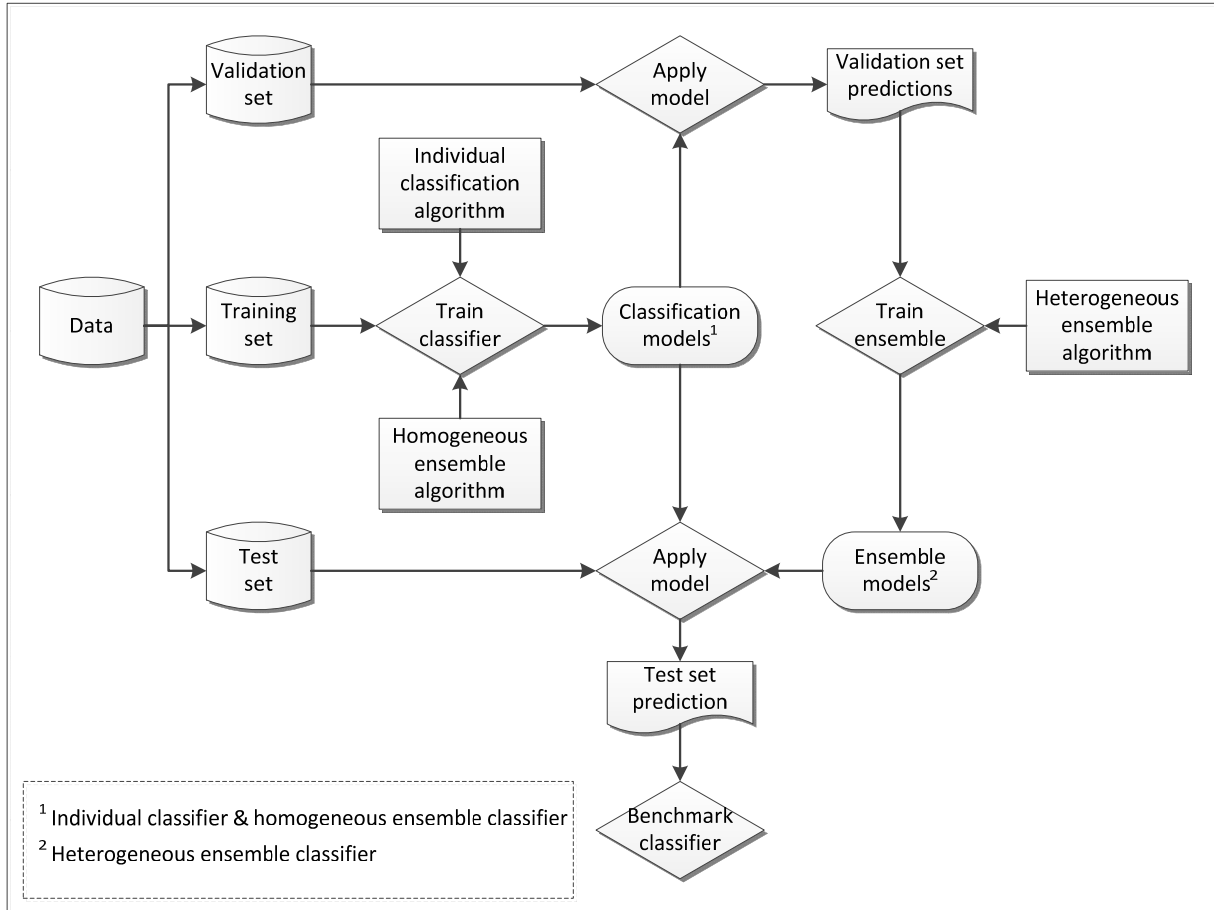 Validation
set
Apply
model
Validation set
predictions
Individual
classification
algorithm
Data
Training
set
Train
classifier
Classification
models¹
Train
ensemble
Heterogeneous
ensemble
algorithm
Homogeneous
ensemble
algorithm
Test
set
Apply
model
Ensemble
models²
Test set
prediction
Benchmark
classifier
¹ Individual classifier & homogeneous ensemble classifier
² Heterogeneous ensemble classifier